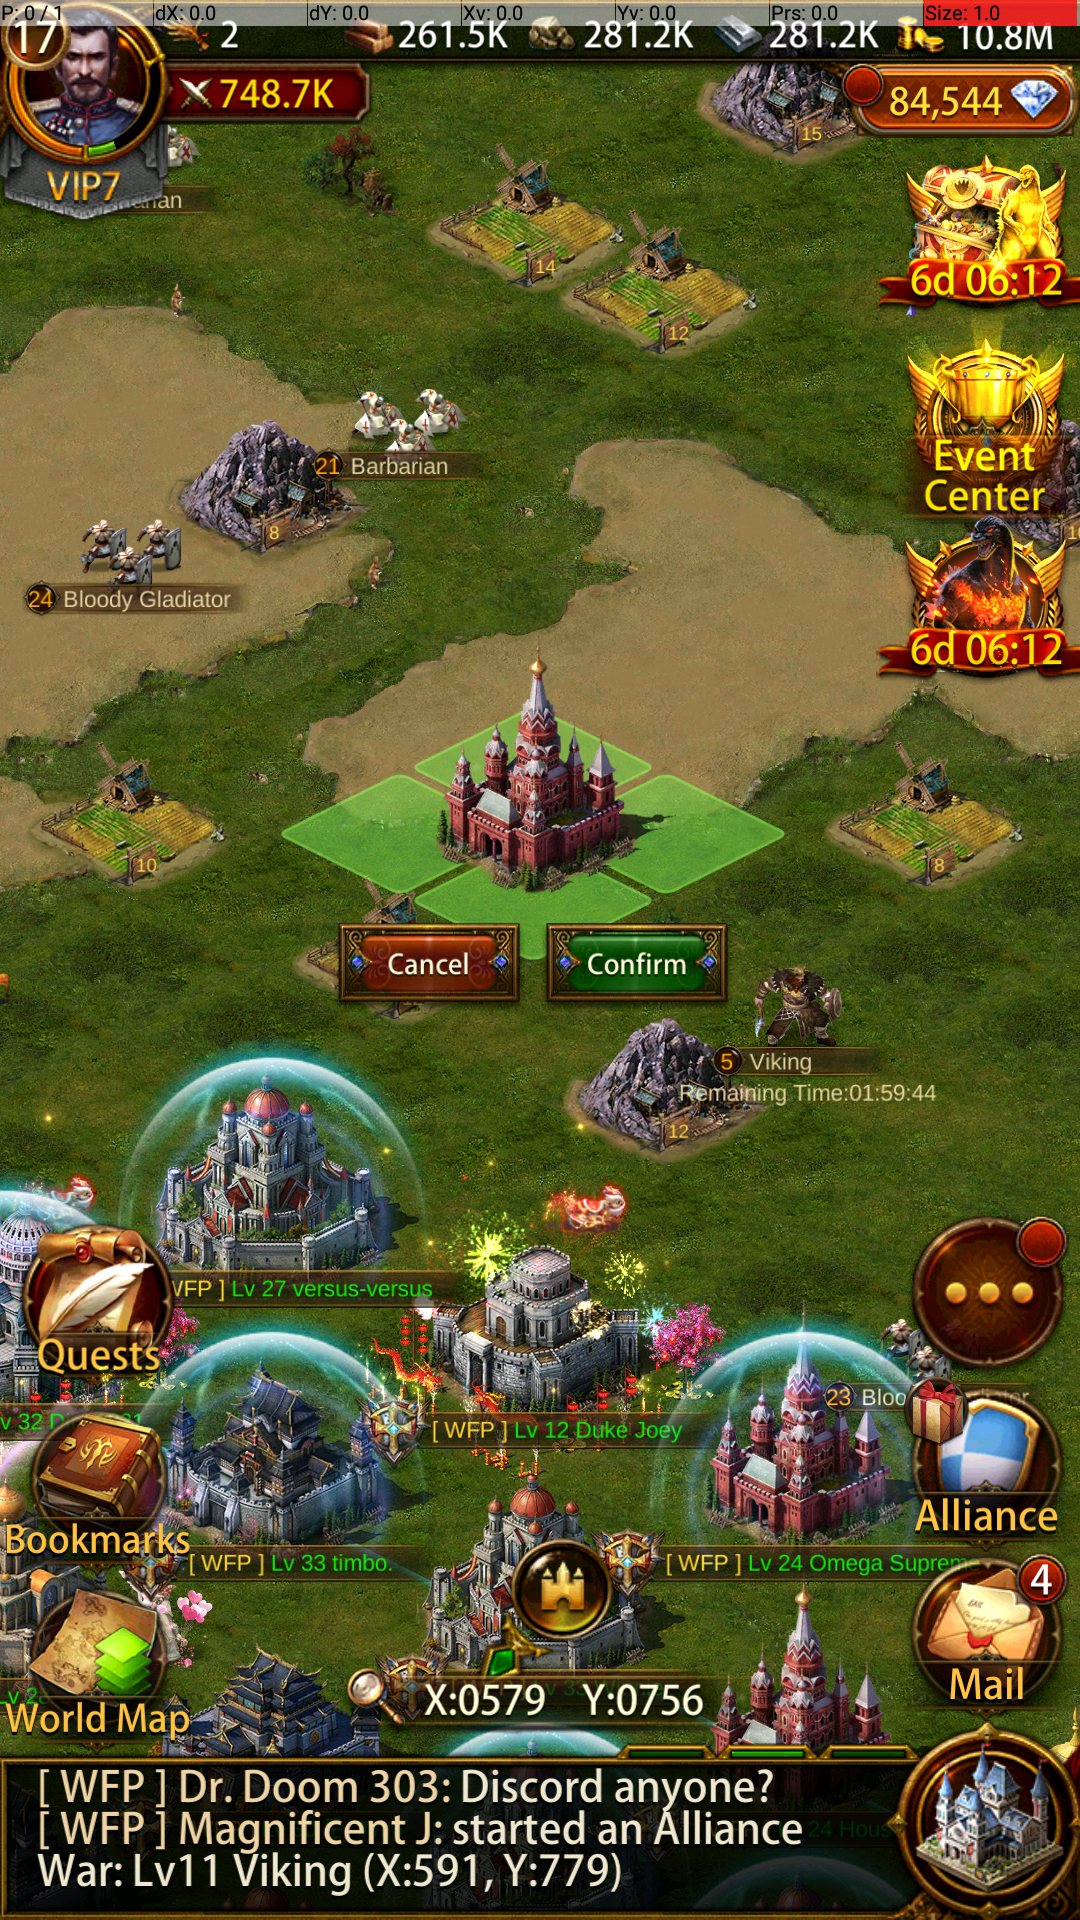 P: 0 / 1 dX: 0.0 dY: 0.0 Xv: 0.0 Yv: 0.0 Prs: 0.0 Size: 1.0
17 2 261.5K 281.2K 281.2K 10.8M
748.7K
84,544
15
VIP7
14
6d 06:12
12
Event
Center
21 Barbarian
8
24 Bloody Gladiator
6d 06:12
10
8
Cancel Confirm
5 Viking
Remaining Time:01:59:44
12
WFP ] Lv 27 versus-versus
Quests
23
[ WFP ] Lv 12 Duke Joey
Alliance
Bookmarks
[ WFP ] Lv 33 timbo.
[ WFP ] Lv 24 Omega Supreme
4
Mail
X:0579 Y:0756
World Map
[ WFP ] Dr. Doom 303: Discord anyone?
[ WFP ] Magnificent J: started an Alliance
War: Lv11 Viking (X:591, Y:779)